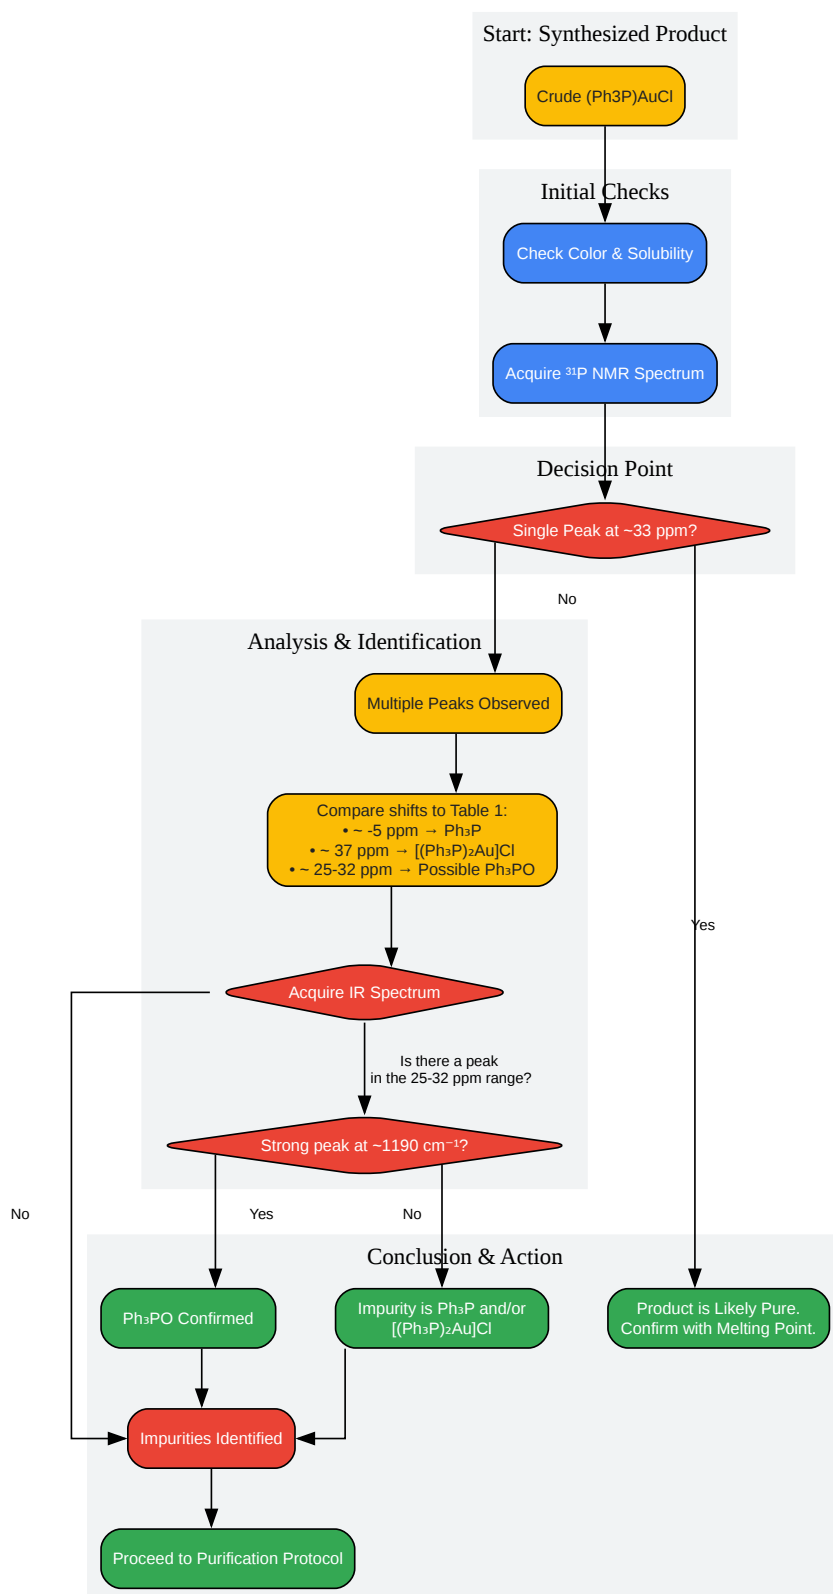 Start: Synthesized Product
Crude (Ph3P)AuCl
Initial Checks
Check Color & Solubility
Acquire ³¹P NMR Spectrum
Decision Point
Single Peak at ~33 ppm?
No
Analysis & Identification
Multiple Peaks Observed
Compare shifts to Table 1:
• ~ -5 ppm → Ph₃P
• ~ 37 ppm → [(Ph₃P)₂Au]Cl
• ~ 25-32 ppm → Possible Ph₃PO
Yes
Acquire IR Spectrum
Is there a peak
in the 25-32 ppm range?
Strong peak at ~1190 cm⁻¹?
No
Yes
No
Conclusion & Action
Ph₃PO Confirmed
Impurity is Ph₃P and/or
[(Ph₃P)₂Au]Cl
Product is Likely Pure.
Confirm with Melting Point.
Impurities Identified
Proceed to Purification Protocol